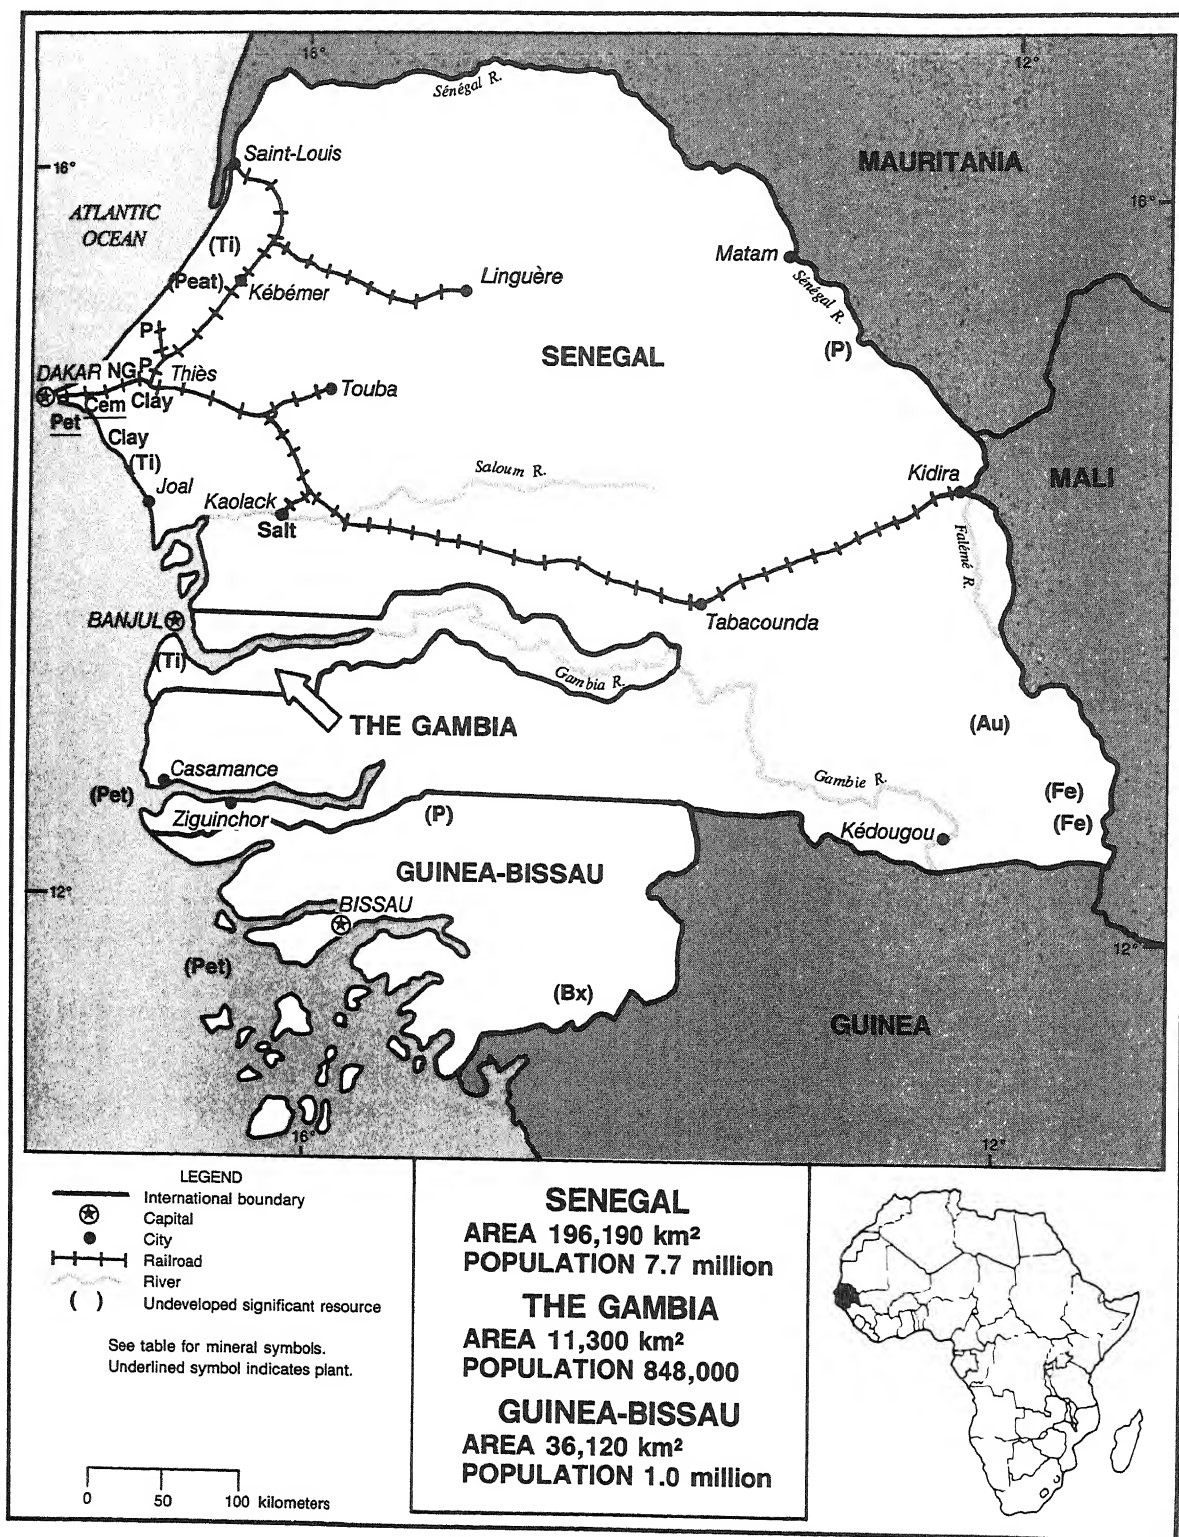 16°
12°
Sénégal R.
Saint-Louis
16°
MAURITANIA
16°
ATLANTIC
OCEAN
(Ti)
Matam
Linguère
(Peat)
Kébémer
Sénégal R.
P
SENEGAL
(P)
DAKAR NG P Thiès
Touba
Cem Clay
Pet
Clay
(Ti)
Saloum R.
Kidira
MALI
Joal
Kaolack
Salt
Falémé R.
BANJUL
Tabacounda
(Ti)
Gambia R.
THE GAMBIA
(Au)
Casamance
Gambie R.
(Pet)
(Fe)
Ziguinchor
(P)
(Fe)
Kédougou
GUINEA-BISSAU
12°
BISSAU
12°
(Pet)
(Bx)
GUINEA
16°
12°
LEGEND
International boundary
Capital
City
Railroad
River
( ) Undeveloped significant resource
See table for mineral symbols.
Underlined symbol indicates plant.
0 50 100 kilometers
SENEGAL
AREA 196,190 km²
POPULATION 7.7 million
THE GAMBIA
AREA 11,300 km²
POPULATION 848,000
GUINEA-BISSAU
AREA 36,120 km²
POPULATION 1.0 million